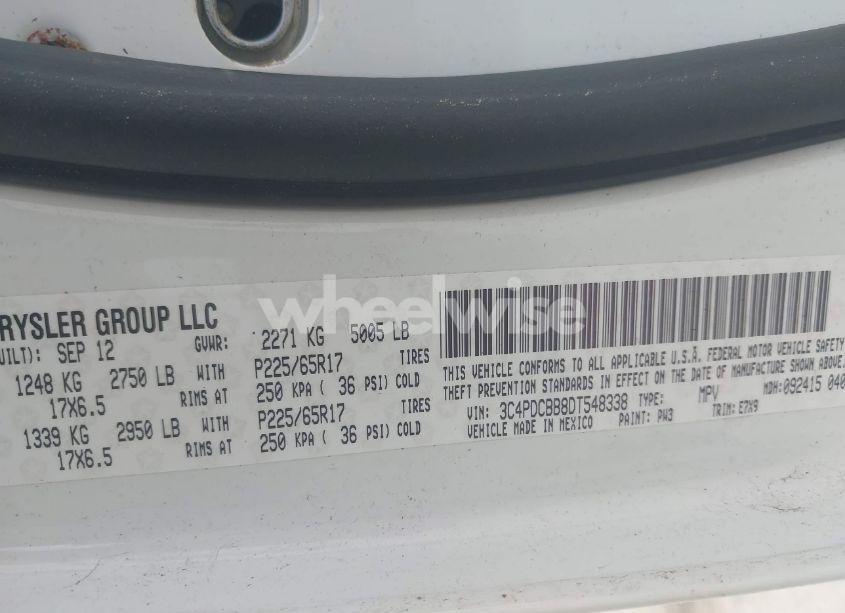 RYSLER GROUP LLC
UILT): SEP 12 GVWR: 2271 KG 5005 LB
1248 KG 2750 LB WITH P225/65R17 TIRES
17X6.5 RIMS AT 250 KPA ( 36 PSI) COLD
1339 KG 2950 LB WITH P225/65R17 TIRES
17X6.5 RIMS AT 250 KPA ( 36 PSI) COLD
THIS VEHICLE CONFORMS TO ALL APPLICABLE U.S.A. FEDERAL MOTOR VEHICLE SAFETY
THEFT PREVENTION STANDARDS IN EFFECT ON THE DATE OF MANUFACTURE SHOWN ABOVE.
VIN: 3C4PDCBB8DT548338 TYPE: MPV MDH: 092415 040
VEHICLE MADE IN MEXICO PAINT: PW3 TRIM: E7X9
wheelwise